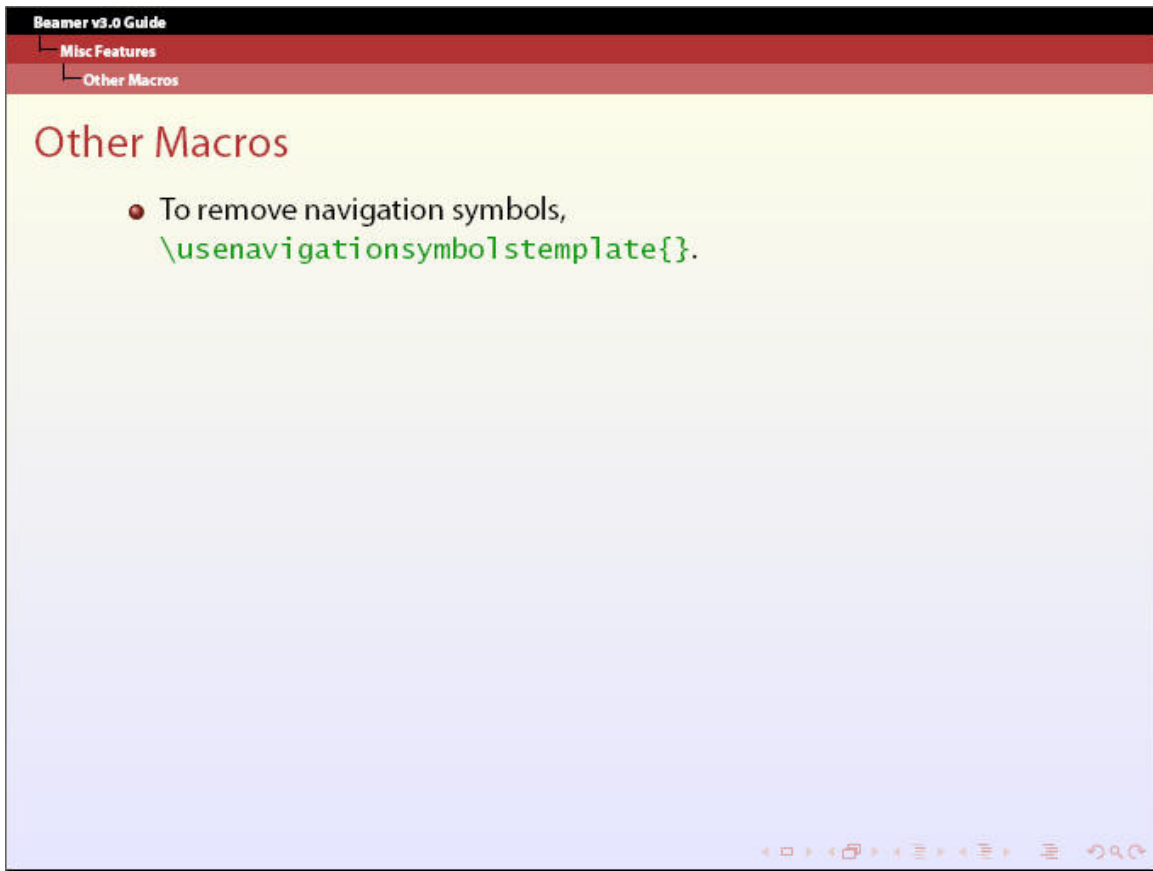 Beamer v3.0 Guide
Misc Features
Other Macros
Other Macros
To remove navigation symbols,
\usenavigationsymbolstemplate{}.